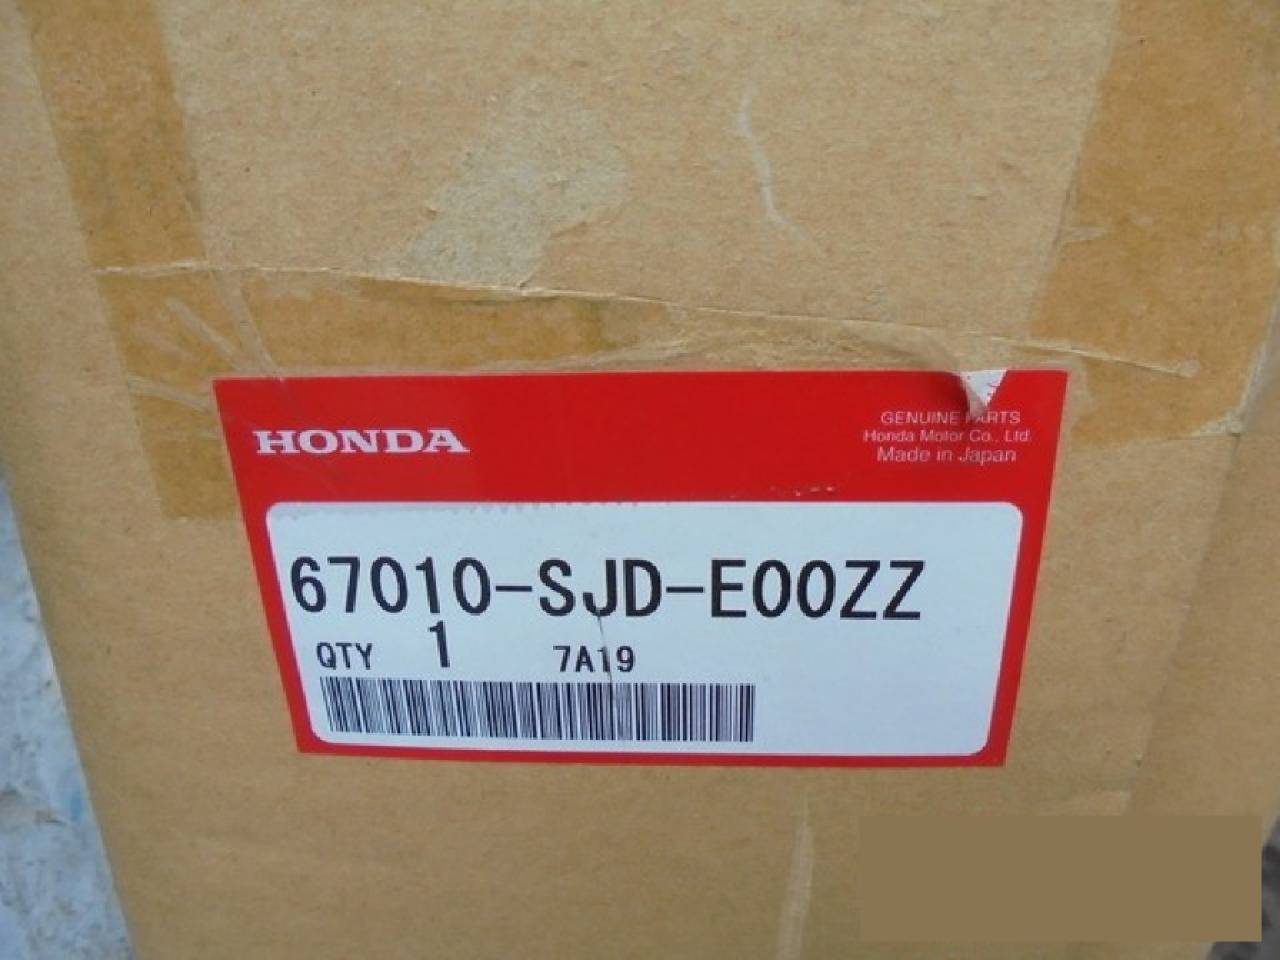 HONDA
GENUINE PARTS
Honda Motor Co., Ltd.
Made in Japan
67010-SJD-E00ZZ
QTY 1 7A19